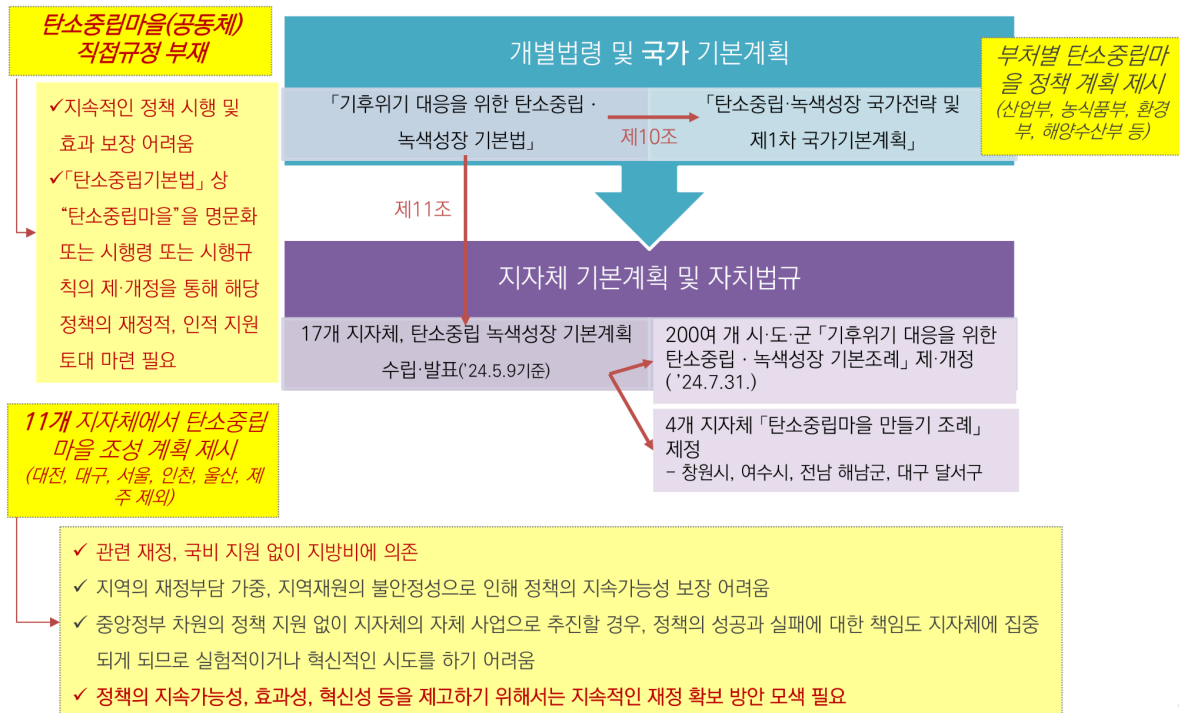 탄소중립마을(공동체)
직접규정 부재
✓지속적인 정책 시행 및
효과 보장 어려움
✓「탄소중립기본법」 상
“탄소중립마을”을 명문화
또는 시행령 또는 시행규
칙의 제·개정을 통해 해당
정책의 재정적, 인적 지원
토대 마련 필요
개별법령 및 국가 기본계획
「기후위기 대응을 위한 탄소중립 ·
녹색성장 기본법」
제10조
「탄소중립·녹색성장 국가전략 및
제1차 국가기본계획」
부처별 탄소중립마
을 정책 계획 제시
(산업부, 농식품부, 환경
부, 해양수산부 등)
제11조
지자체 기본계획 및 자치법규
17개 지자체, 탄소중립 녹색성장 기본계획
수립·발표(‘24.5.9기준)
200여 개 시·도·군 「기후위기 대응을 위한
탄소중립 · 녹색성장 기본조례」 제·개정
( ’24.7.31.)
4개 지자체 「탄소중립마을 만들기 조례」
제정
– 창원시, 여수시, 전남 해남군, 대구 달서구
11개 지자체에서 탄소중립
마을 조성 계획 제시
(대전, 대구, 서울, 인천, 울산, 제
주 제외)
✓ 관련 재정, 국비 지원 없이 지방비에 의존
✓ 지역의 재정부담 가중, 지역재원의 불안정성으로 인해 정책의 지속가능성 보장 어려움
✓ 중앙정부 차원의 정책 지원 없이 지자체의 자체 사업으로 추진할 경우, 정책의 성공과 실패에 대한 책임도 지자체에 집중
되게 되므로 실험적이거나 혁신적인 시도를 하기 어려움
✓ 정책의 지속가능성, 효과성, 혁신성 등을 제고하기 위해서는 지속적인 재정 확보 방안 모색 필요